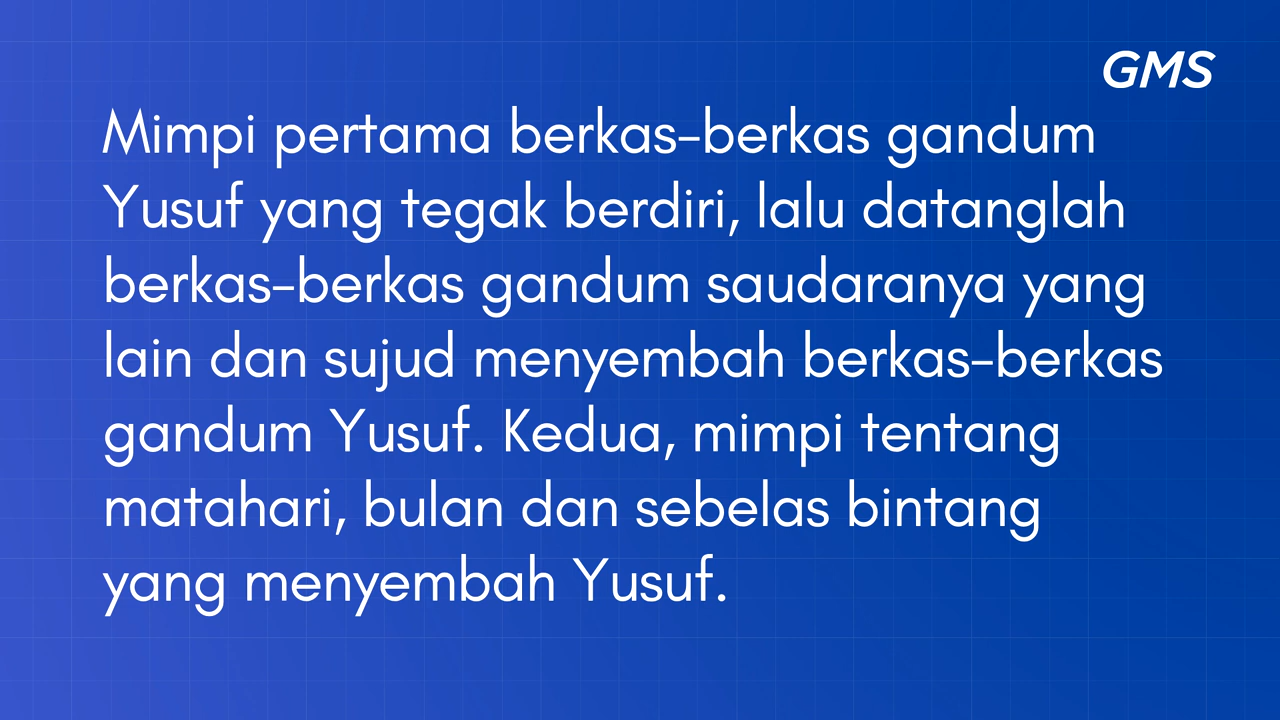 GMS
Mimpi pertama berkas-berkas gandum
Yusuf yang tegak berdiri, lalu datanglah
berkas-berkas gandum saudaranya yang
lain dan sujud menyembah berkas-berkas
gandum Yusuf. Kedua, mimpi tentang
matahari, bulan dan sebelas bintang
yang menyembah Yusuf.